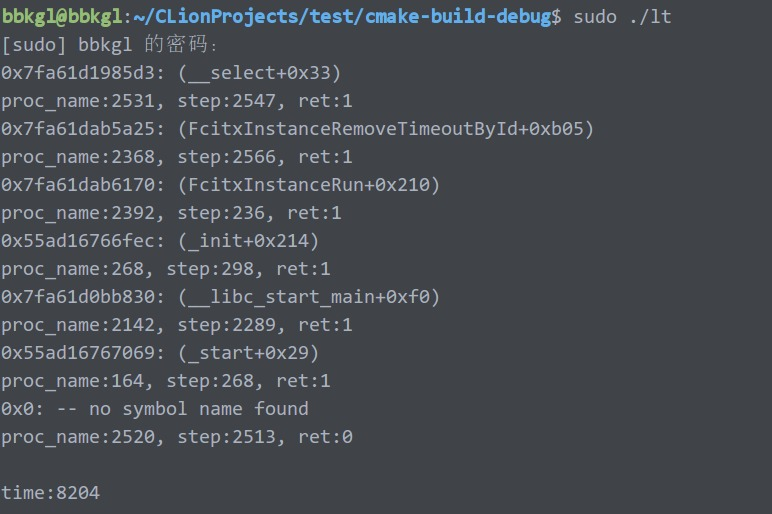 bbkgl@bbkgl:~/CLionProjects/test/cmake-build-debug$ sudo ./lt
[sudo] bbkgl 的密码：
0x7fa61d1985d3: (__select+0x33)
proc_name:2531, step:2547, ret:1
0x7fa61dab5a25: (FcitxInstanceRemoveTimeoutById+0xb05)
proc_name:2368, step:2566, ret:1
0x7fa61dab6170: (FcitxInstanceRun+0x210)
proc_name:2392, step:236, ret:1
0x55ad16766fec: (_init+0x214)
proc_name:268, step:298, ret:1
0x7fa61d0bb830: (__libc_start_main+0xf0)
proc_name:2142, step:2289, ret:1
0x55ad16767069: (_start+0x29)
proc_name:164, step:268, ret:1
0x0: -- no symbol name found
proc_name:2520, step:2513, ret:0
time:8204